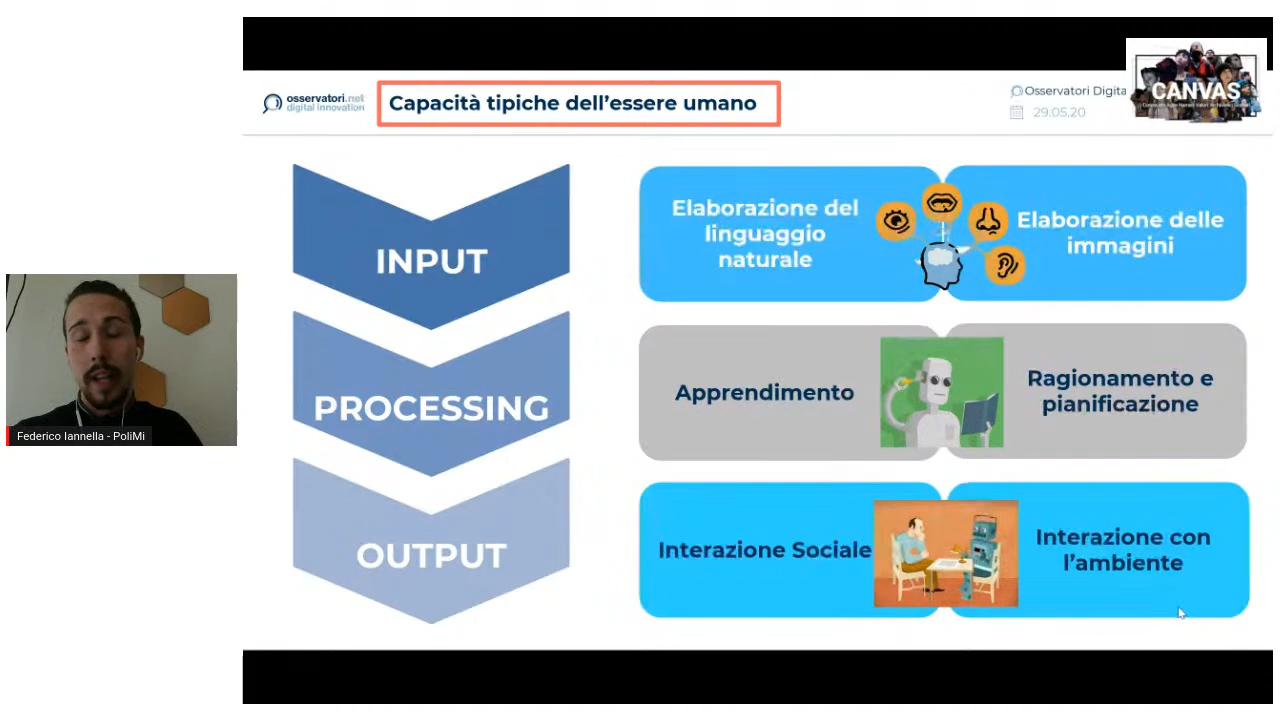 osservatori.net
digital innovation
Capacità tipiche dell'essere umano
Osservatori Digita
29.05.20
CANVAS
INPUT
Elaborazione del
linguaggio
naturale
Elaborazione delle
immagini
PROCESSING
Apprendimento
Ragionamento e
pianificazione
OUTPUT
Interazione Sociale
Interazione con
l'ambiente
Federico Iannella - PoliMi